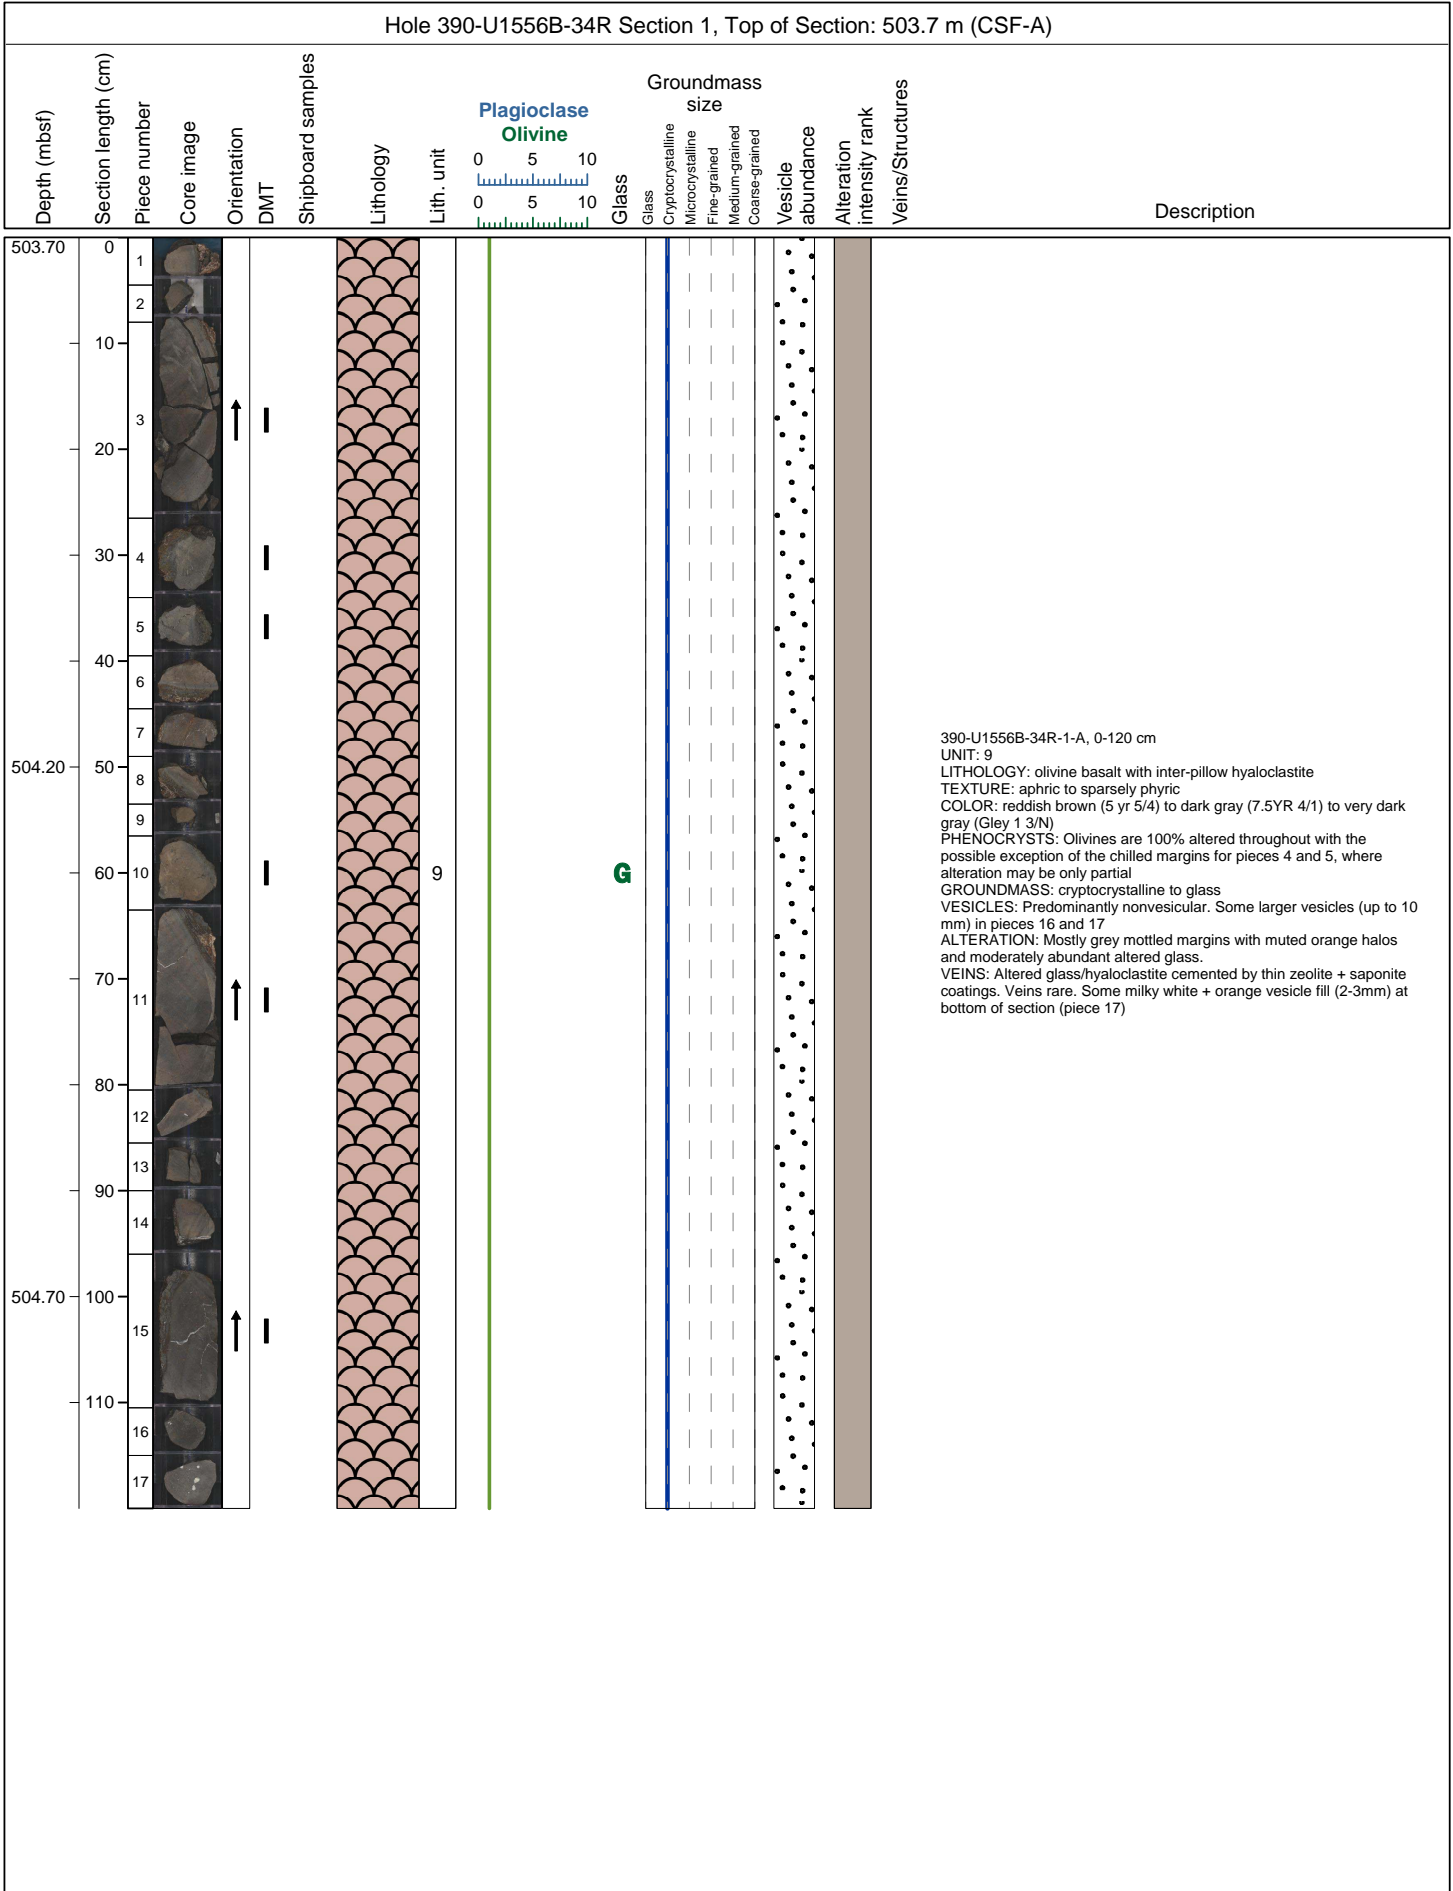 Hole 390-U1556B-34R Section 1, Top of Section: 503.7 m (CSF-A)
Depth (mbsf)
Section length (cm)
Piece number
Core image
Orientation
DMT
Shipboard samples
Lithology
Lith. unit
Plagioclase
Olivine
0 5 10
0 5 10
Glass
Groundmass
size
Glass
Cryptocrystalline
Microcrystalline
Fine-grained
Medium-grained
Coarse-grained
Vesicle
abundance
Alteration
intensity rank
Veins/Structures
Description
503.70
504.20
504.70
0
10
20
30
40
50
60
70
80
90
100
110
1
2
3
4
5
6
7
8
9
10
11
12
13
14
15
16
17
9
G
390-U1556B-34R-1-A, 0-120 cm
UNIT: 9
LITHOLOGY: olivine basalt with inter-pillow hyaloclastite
TEXTURE: aphric to sparsely phyric
COLOR: reddish brown (5 yr 5/4) to dark gray (7.5YR 4/1) to very dark
gray (Gley 1 3/N)
PHENOCRYSTS: Olivines are 100% altered throughout with the
possible exception of the chilled margins for pieces 4 and 5, where
alteration may be only partial
GROUNDMASS: cryptocrystalline to glass
VESICLES: Predominantly nonvesicular. Some larger vesicles (up to 10
mm) in pieces 16 and 17
ALTERATION: Mostly grey mottled margins with muted orange halos
and moderately abundant altered glass.
VEINS: Altered glass/hyaloclastite cemented by thin zeolite + saponite
coatings. Veins rare. Some milky white + orange vesicle fill (2-3mm) at
bottom of section (piece 17)